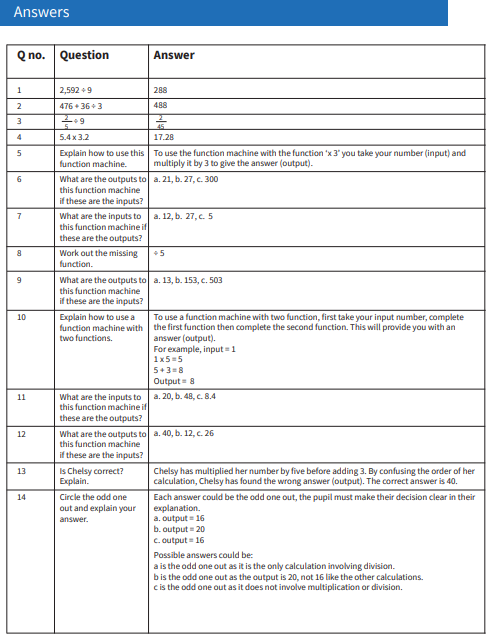 Answers
Q no. Question Answer
1 2,592 ÷ 9 288
2 476 + 36 ÷ 3 488
3 2/5 ÷ 9 2/45
4 5.4 x 3.2 17.28
5 Explain how to use this To use the function machine with the function ‘x 3’ you take your number (input) and
function machine. multiply it by 3 to give the answer (output).
6 What are the outputs to a. 21, b. 27, c. 300
this function machine
if these are the inputs?
7 What are the inputs to a. 12, b. 27, c. 5
this function machine if
these are the outputs?
8 Work out the missing ÷ 5
function.
9 What are the outputs to a. 13, b. 153, c. 503
this function machine
if these are the inputs?
10 Explain how to use a To use a function machine with two function, first take your input number, complete
function machine with the first function then complete the second function. This will provide you with an
two functions. answer (output).
For example, input = 1
1 x 5 = 5
5 + 3 = 8
Output = 8
11 What are the inputs to a. 20, b. 48, c. 8.4
this function machine if
these are the outputs?
12 What are the outputs to a. 40, b. 12, c. 26
this function machine
if these are the inputs?
13 Is Chelsy correct? Chelsy has multiplied her number by five before adding 3. By confusing the order of her
Explain. calculation, Chelsy has found the wrong answer (output). The correct answer is 40.
14 Circle the odd one Each answer could be the odd one out, the pupil must make their decision clear in their
out and explain your explanation.
answer. a. output = 16
b. output = 20
c. output = 16
Possible answers could be:
a is the odd one out as it is the only calculation involving division.
b is the odd one out as the output is 20, not 16 like the other calculations.
c is the odd one out as it does not involve multiplication or division.